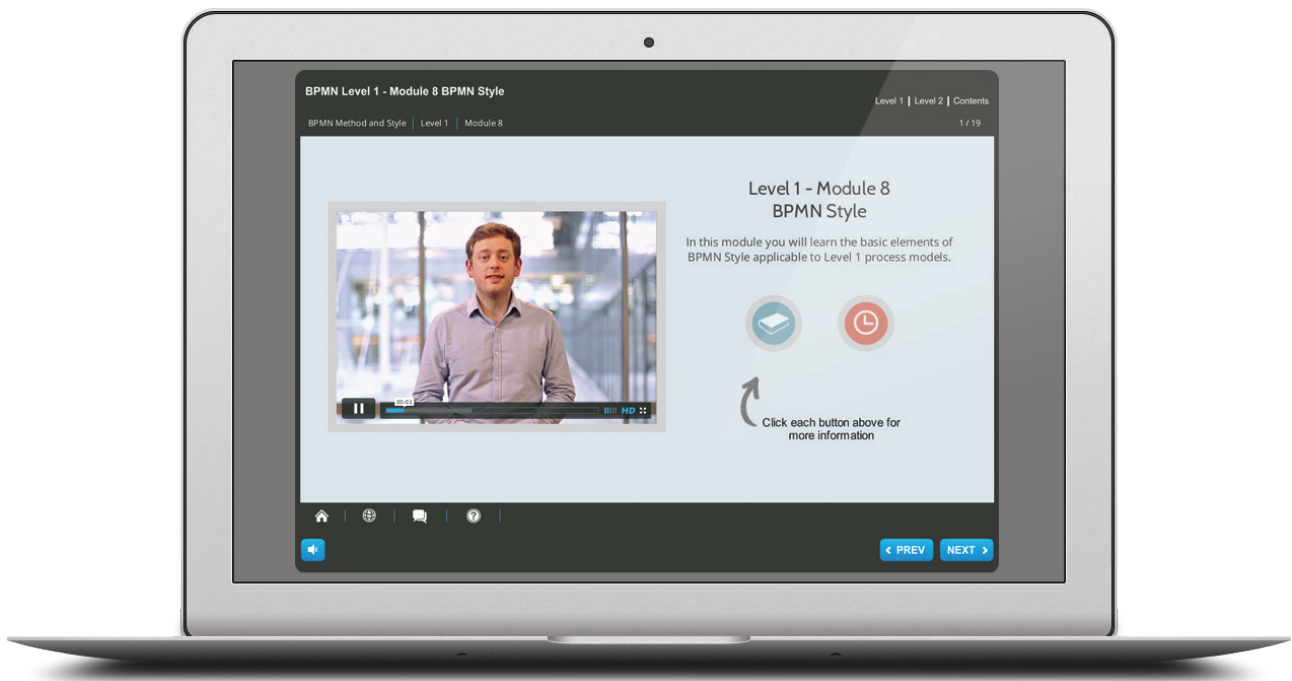 BPMN Level 1 - Module 8 BPMN Style
Level 1 | Level 2 | Contents
BPMN Method and Style | Level 1 | Module 8
1 / 19
Level 1 - Module 8
BPMN Style
In this module you will learn the basic elements of
BPMN Style applicable to Level 1 process models.
00:01
HD
Click each button above for
more information
PREV
NEXT